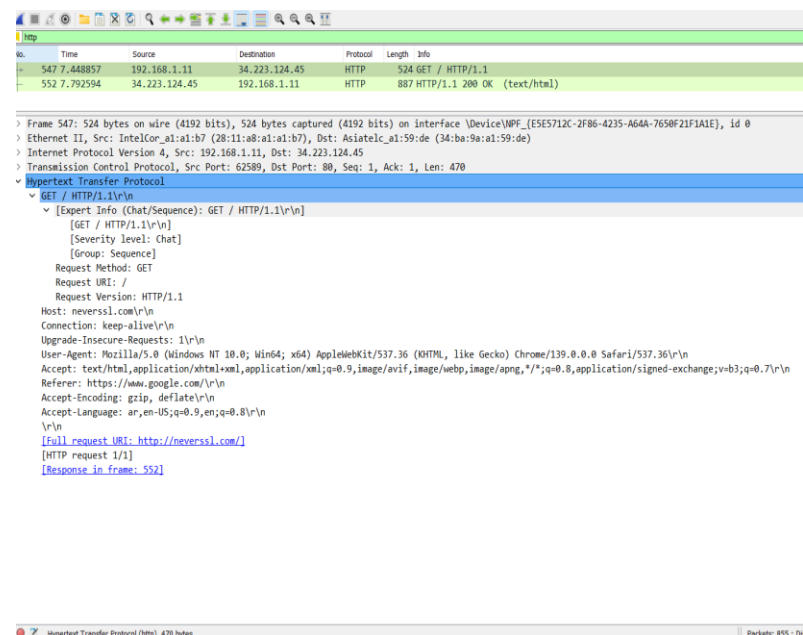 http
No. Time Source Destination Protocol Length Info
547 7.448857 192.168.1.11 34.223.124.45 HTTP 524 GET / HTTP/1.1
552 7.792594 34.223.124.45 192.168.1.11 HTTP 887 HTTP/1.1 200 OK (text/html)
> Frame 547: 524 bytes on wire (4192 bits), 524 bytes captured (4192 bits) on interface \Device\NPF_{E5E5712C-2F86-4235-A64A-7650F21F1A1E}, id 0
> Ethernet II, Src: IntelCor_a1:a1:b7 (28:11:a8:a1:a1:b7), Dst: Asiatelc_a1:59:de (34:ba:9a:a1:59:de)
> Internet Protocol Version 4, Src: 192.168.1.11, Dst: 34.223.124.45
> Transmission Control Protocol, Src Port: 62589, Dst Port: 80, Seq: 1, Ack: 1, Len: 470
Hypertext Transfer Protocol
GET / HTTP/1.1\r\n
[Expert Info (Chat/Sequence): GET / HTTP/1.1\r\n]
[GET / HTTP/1.1\r\n]
[Severity level: Chat]
[Group: Sequence]
Request Method: GET
Request URI: /
Request Version: HTTP/1.1
Host: neverssl.com\r\n
Connection: keep-alive\r\n
Upgrade-Insecure-Requests: 1\r\n
User-Agent: Mozilla/5.0 (Windows NT 10.0; Win64; x64) AppleWebKit/537.36 (KHTML, like Gecko) Chrome/139.0.0.0 Safari/537.36\r\n
Accept: text/html,application/xhtml+xml,application/xml;q=0.9,image/avif,image/webp,image/apng,*/*;q=0.8,application/signed-exchange;v=b3;q=0.7\r\n
Referer: https://www.google.com/\r\n
Accept-Encoding: gzip, deflate\r\n
Accept-Language: ar,en-US;q=0.9,en;q=0.8\r\n
\r\n
[Full request URI: http://neverssl.com/]
[HTTP request 1/1]
[Response in frame: 552]
Hypertext Transfer Protocol (http), 470 bytes Packets: 855